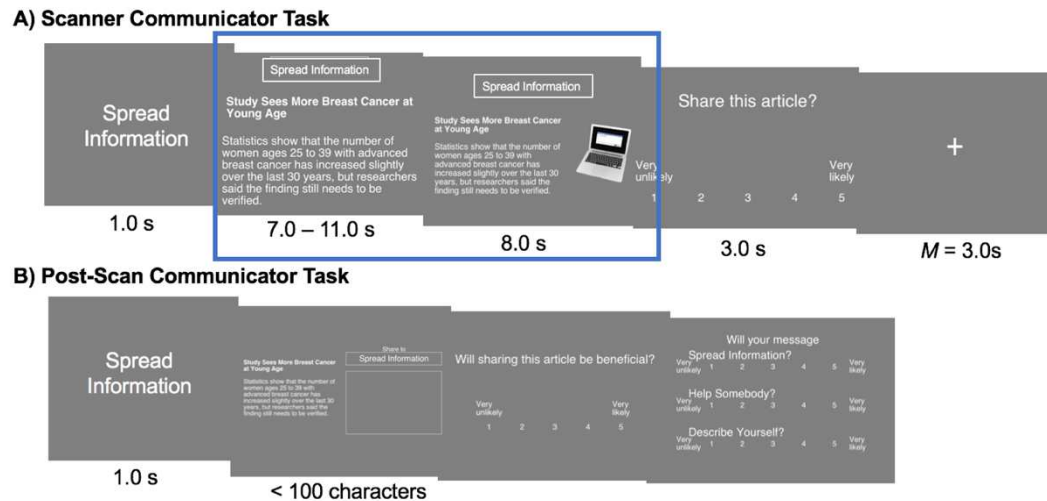 A) Scanner Communicator Task
Spread
Information
1.0 s
Spread Information
Study Sees More Breast Cancer at
Young Age
Statistics show that the number of
women ages 25 to 39 with advanced
breast cancer has increased slightly
over the last 30 years, but researchers
said the finding still needs to be
verified.
7.0 – 11.0 s
Spread Information
Study Sees More Breast Cancer
at Young Age
Statistics show that the number of
women ages 25 to 39 with
advanced breast cancer has
increased slightly over the last 30
years, but researchers said the
finding still needs to be verified.
8.0 s
Share this article?
Very
unlikely
Very
likely
1 2 3 4 5
3.0 s
+
M = 3.0s
B) Post-Scan Communicator Task
Spread
Information
1.0 s
Study Sees More Breast Cancer
at Young Age
Statistics show that the number of
women ages 25 to 39 with
advanced breast cancer has
increased slightly over the last 30
years, but researchers said the
finding still needs to be verified.
Share to
Spread Information
< 100 characters
Will sharing this article be beneficial?
Very
unlikely
Very
likely
1 2 3 4 5
Will your message
Spread Information?
Very
unlikely
1 2 3 4 5
Very
likely
Help Somebody?
Very
unlikely
1 2 3 4 5
Very
likely
Describe Yourself?
Very
unlikely
1 2 3 4 5
Very
likely